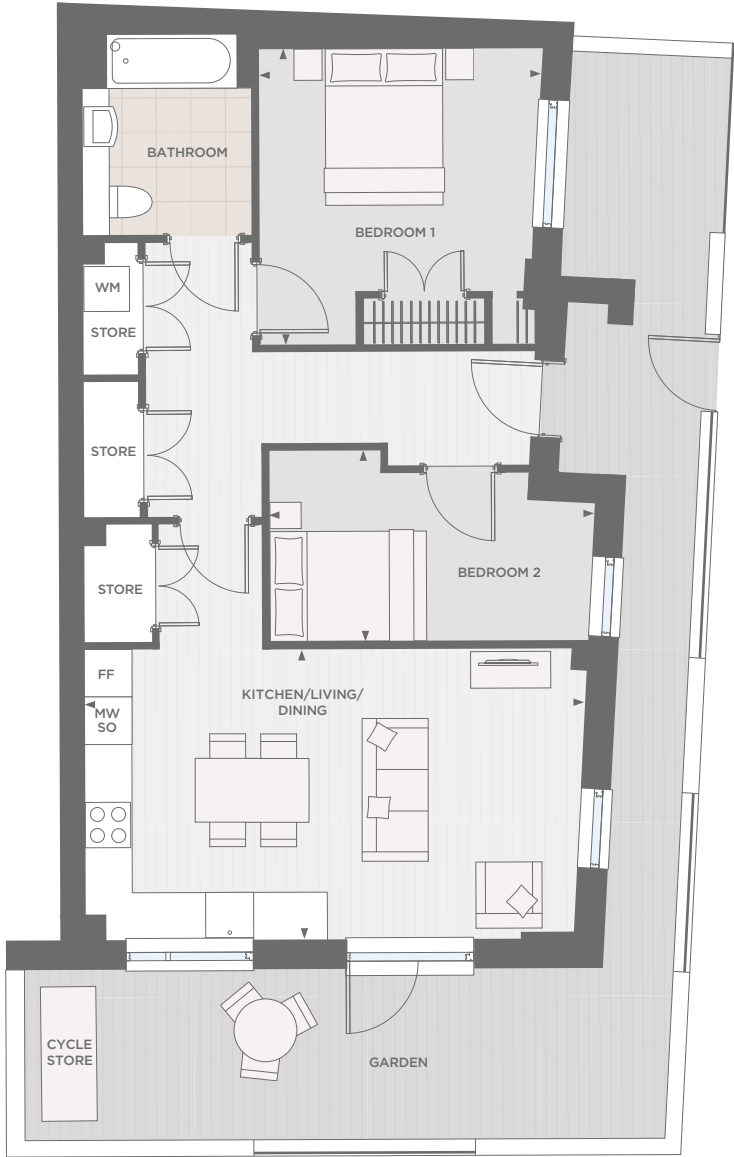 BATHROOM
BEDROOM 1
WM
STORE
STORE
STORE
BEDROOM 2
FF
MW
SO
KITCHEN/LIVING/
DINING
CYCLE
STORE
GARDEN